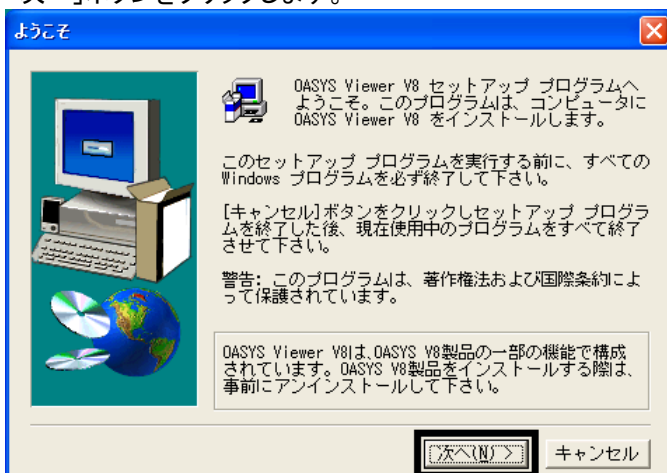 ]ボタンをクリックします。
ようこそ
OASYS Viewer V8 セットアップ プログラムへ
ようこそ。このプログラムは、コンピュータに
OASYS Viewer V8 をインストールします。
このセットアップ プログラムを実行する前に、すべての
Windows プログラムを必ず終了して下さい。
[キャンセル]ボタンをクリックしセットアップ プログラ
ムを終了した後、現在使用中のプログラムをすべて終了
させて下さい。
警告: このプログラムは、著作権法および国際条約によ
って保護されています。
OASYS Viewer V8は､OASYS V8製品の一部の機能で構成
されています。OASYS V8製品をインストールする際は、
事前にアンインストールして下さい。
次へ(N) >
キャンセル